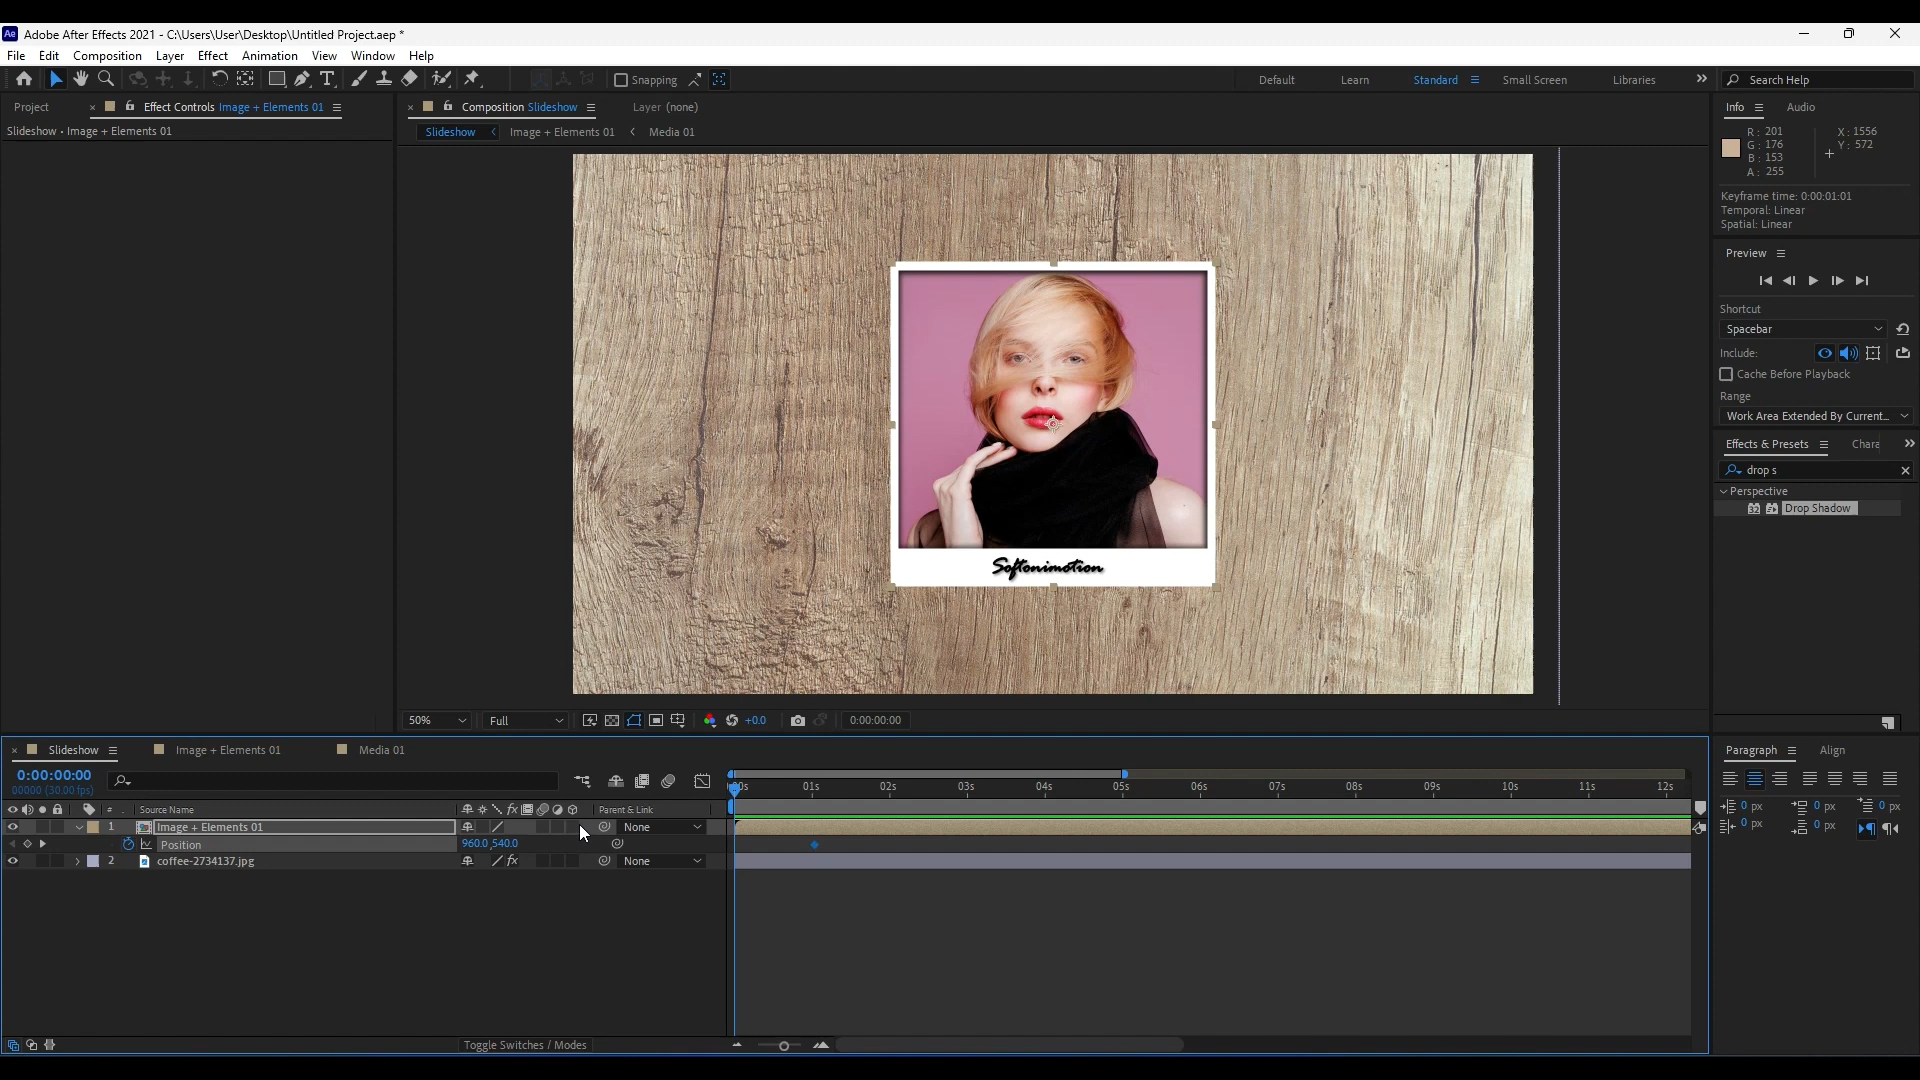 Ae Adobe After Effects 2021 - C:\Users\User\Desktop\Untitled Project.aep *
File Edit Composition Layer Effect Animation View Window Help
Snapping Default Learn Standard Small Screen Libraries Search Help
Project Effect Controls Image + Elements 01 Composition Slideshow Layer (none) Info Audio
Slideshow • Image + Elements 01
Slideshow Image + Elements 01 Media 01
R: 201 X: 1556
G: 176 Y: 572
B: 153
A: 255
Keyframe time: 0:00:01:01
Temporal: Linear
Spatial: Linear
Preview
Shortcut
Spacebar
Include:
Cache Before Playback
Range
Work Area Extended By Current...
Effects & Presets Chara
drop s
Perspective
32 Drop Shadow
Softonimotion
50% Full +0.0 0:00:00:00
Slideshow Image + Elements 01 Media 01
0:00:00:00
00000 (30.00 fps)
01s 02s 03s 04s 05s 06s 07s 08s 09s 10s 11s 12s
# Source Name fx Parent & Link
1 Image + Elements 01 None
Position 960.0,540.0
2 coffee-2734137.jpg fx None
Toggle Switches / Modes
Paragraph Align
0 px 0 px 0 px
0 px 0 px